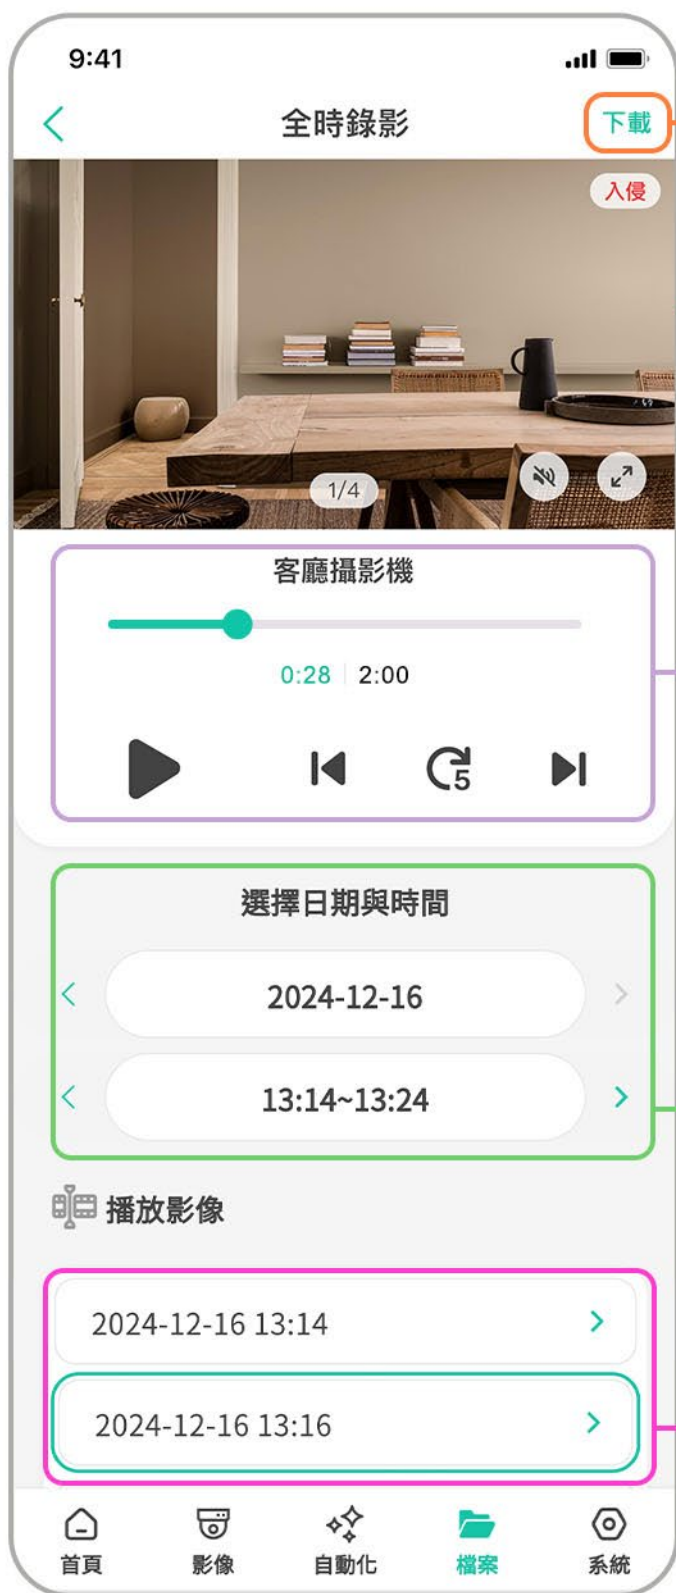 9:41
全時錄影
下載
入侵
1/4
客廳攝影機
0:28 2:00
5
選擇日期與時間
2024-12-16
13:14~13:24
播放影像
2024-12-16 13:14
2024-12-16 13:16
首頁 影像 自動化 檔案 系統